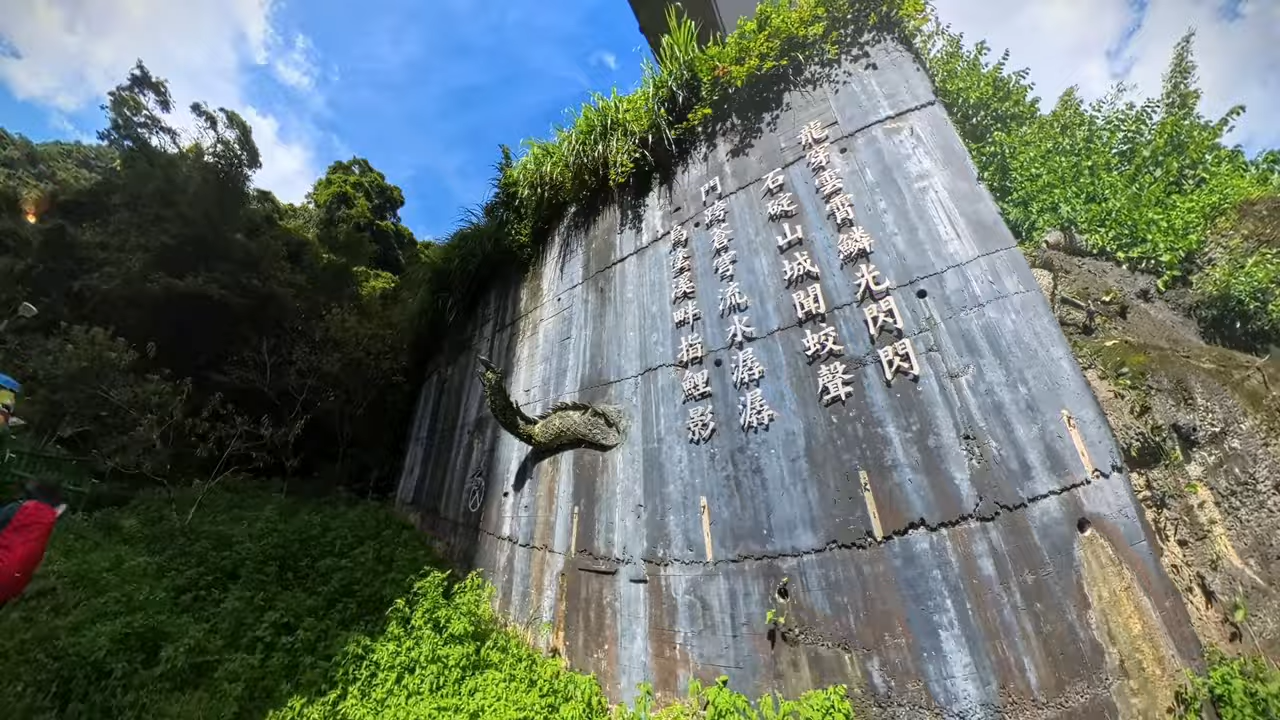 龍穿雲霄鱗光閃閃
石碇山城聞蛟聲
門跨蒼穹流水潺潺
烏塗溪畔指鯉影